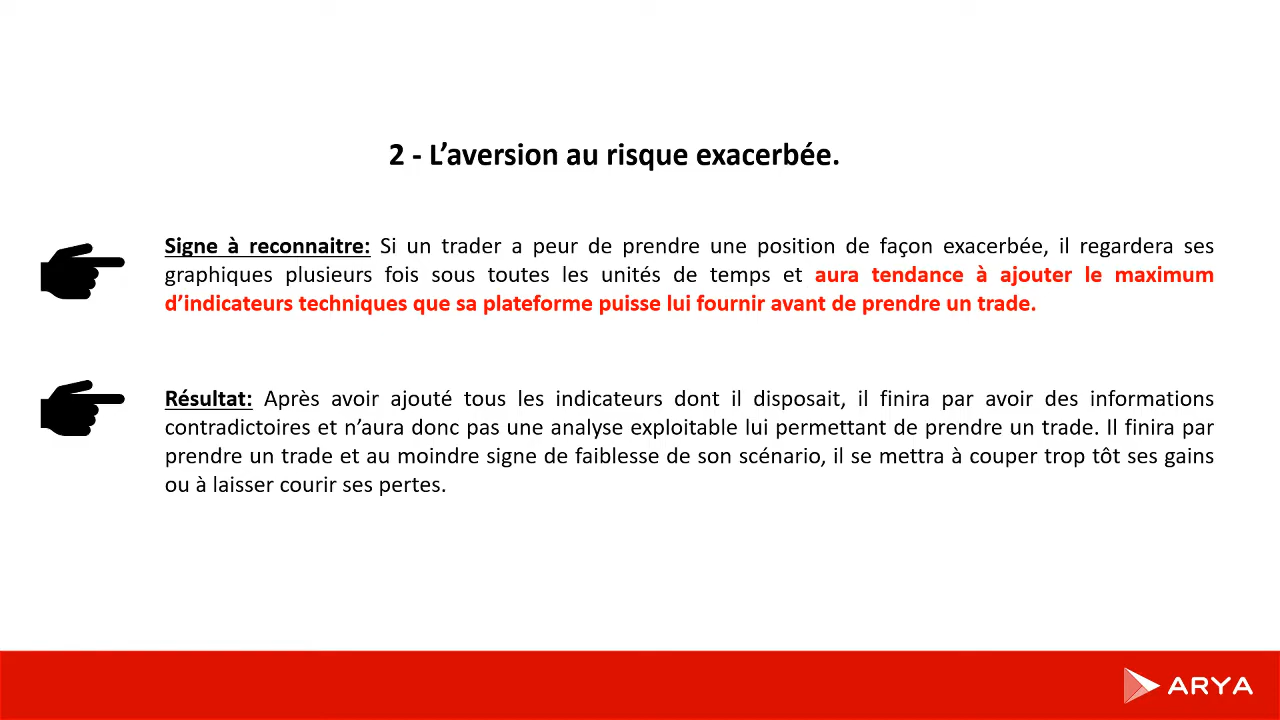 2 - L’aversion au risque exacerbée.
Signe à reconnaitre: Si un trader a peur de prendre une position de façon exacerbée, il regardera ses
graphiques plusieurs fois sous toutes les unités de temps et aura tendance à ajouter le maximum
d’indicateurs techniques que sa plateforme puisse lui fournir avant de prendre un trade.
Résultat: Après avoir ajouté tous les indicateurs dont il disposait, il finira par avoir des informations
contradictoires et n’aura donc pas une analyse exploitable lui permettant de prendre un trade. Il finira par
prendre un trade et au moindre signe de faiblesse de son scénario, il se mettra à couper trop tôt ses gains
ou à laisser courir ses pertes.
ARYA